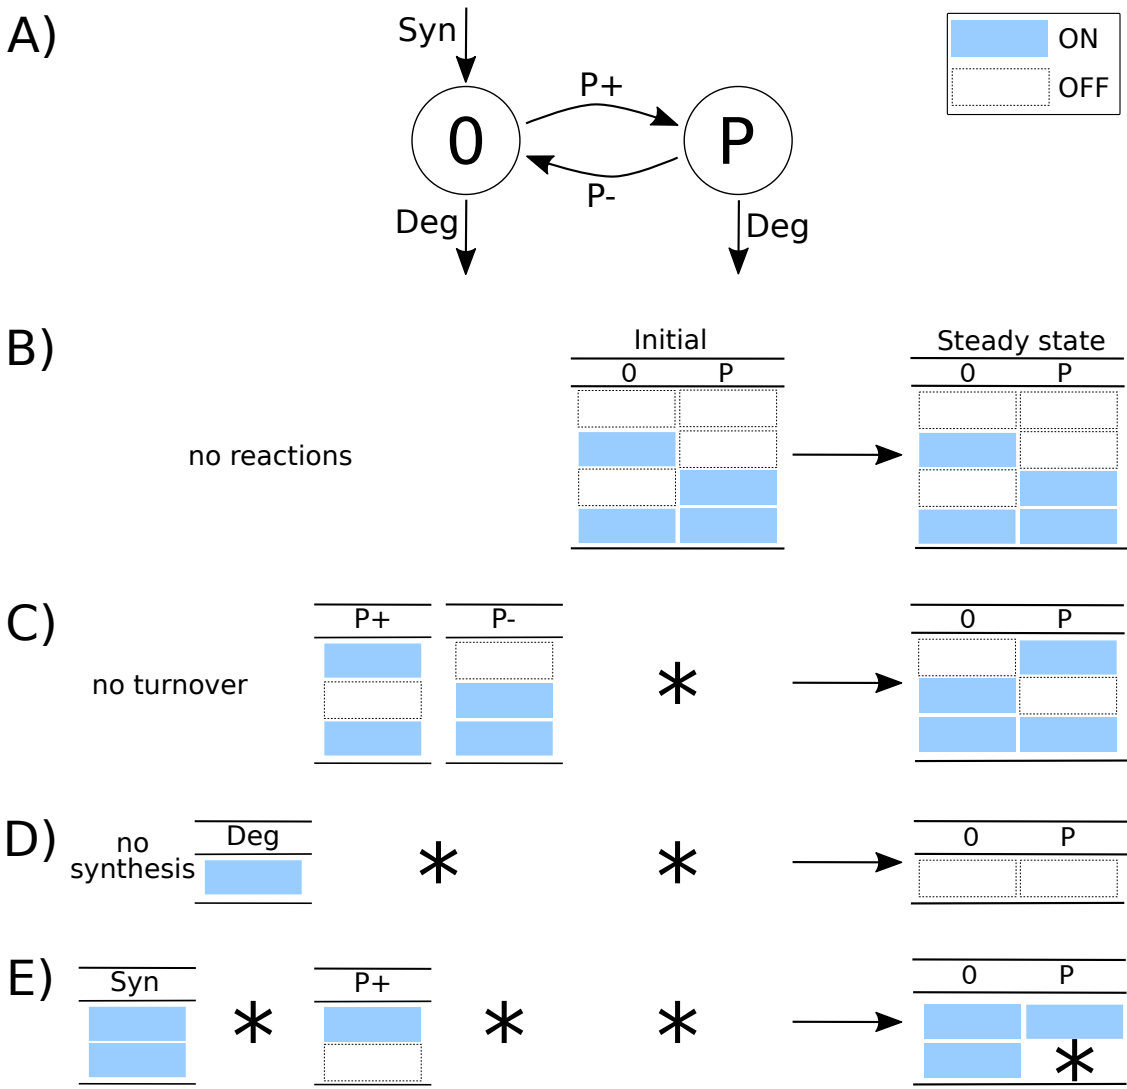 A)
Syn
P+
0
P
P-
Deg
Deg
ON
OFF
B)
Initial
Steady state
0 P
0 P
no reactions
C)
P+
P-
0 P
no turnover
*
D)
no
synthesis
Deg
*
*
0 P
E)
Syn
*
P+
*
*
0 P
*